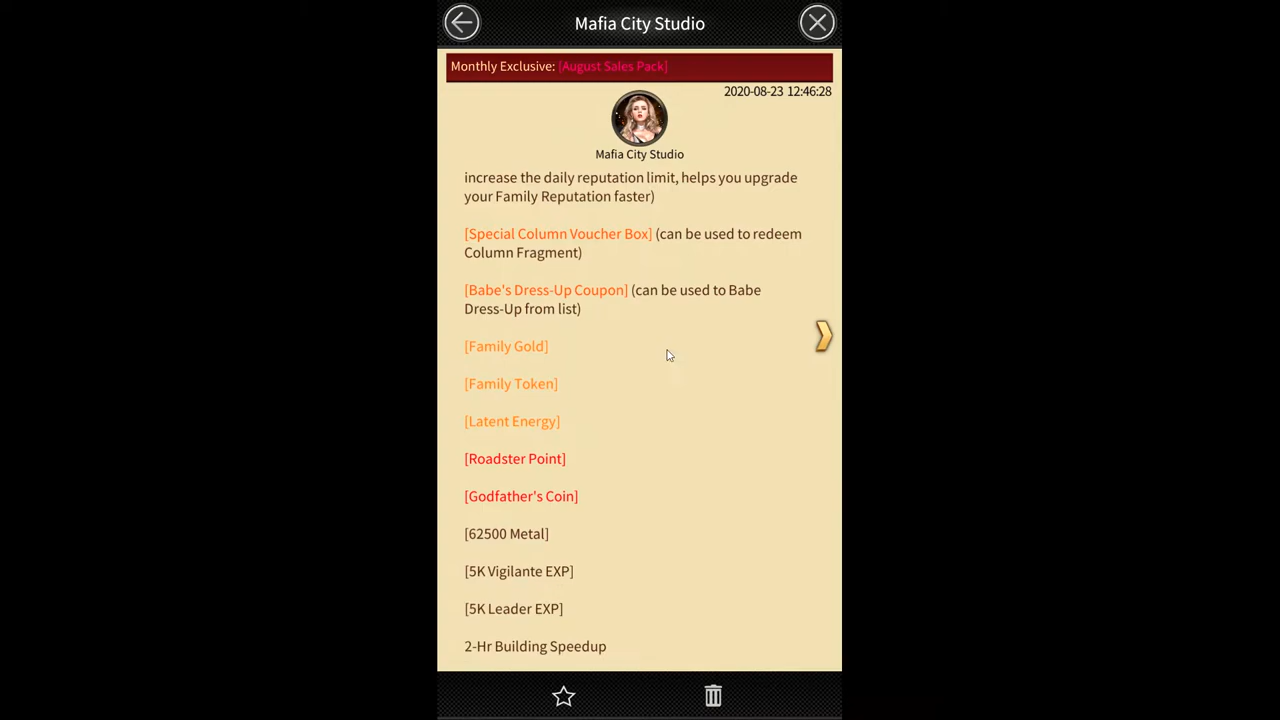 Mafia City Studio
Monthly Exclusive: [August Sales Pack]
2020-08-23 12:46:28
Mafia City Studio
increase the daily reputation limit, helps you upgrade
your Family Reputation faster)
[Special Column Voucher Box] (can be used to redeem
Column Fragment)
[Babe's Dress-Up Coupon] (can be used to Babe
Dress-Up from list)
[Family Gold]
[Family Token]
[Latent Energy]
[Roadster Point]
[Godfather's Coin]
[62500 Metal]
[5K Vigilante EXP]
[5K Leader EXP]
2-Hr Building Speedup